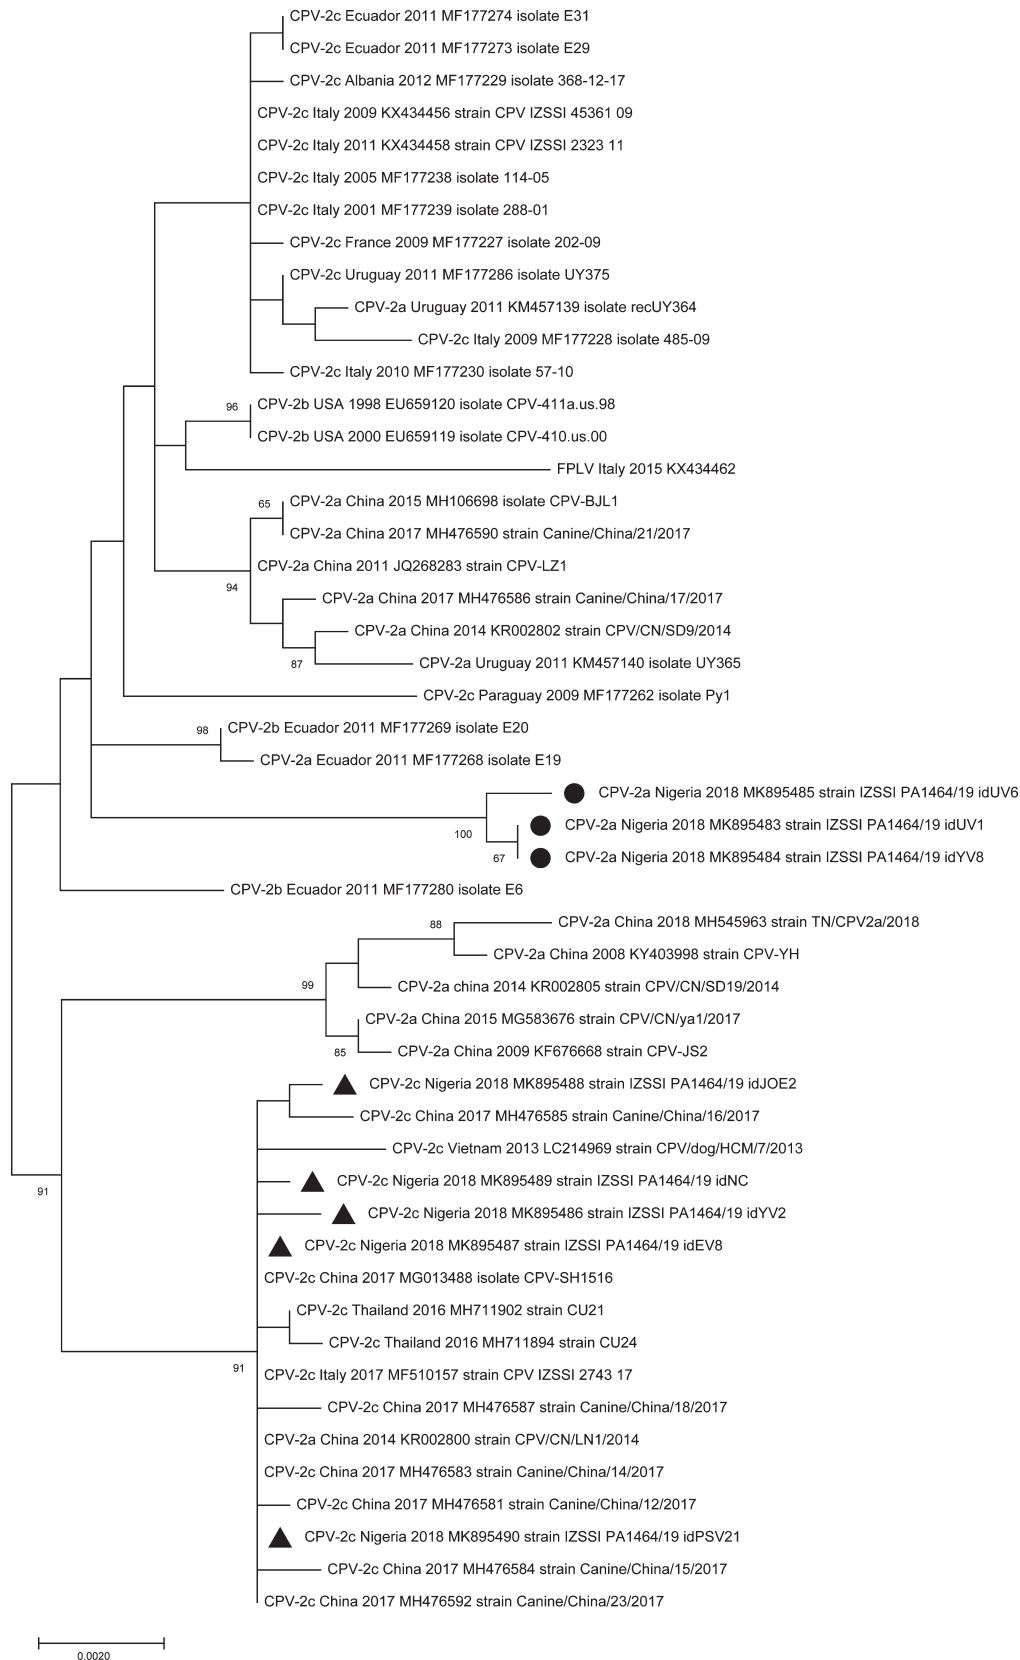 CPV-2c Ecuador 2011 MF177274 isolate E31
CPV-2c Ecuador 2011 MF177273 isolate E29
CPV-2c Albania 2012 MF177229 isolate 368-12-17
CPV-2c Italy 2009 KX434456 strain CPV IZSSI 45361 09
CPV-2c Italy 2011 KX434458 strain CPV IZSSI 2323 11
CPV-2c Italy 2005 MF177238 isolate 114-05
CPV-2c Italy 2001 MF177239 isolate 288-01
CPV-2c France 2009 MF177227 isolate 202-09
CPV-2c Uruguay 2011 MF177286 isolate UY375
CPV-2a Uruguay 2011 KM457139 isolate recUY364
CPV-2c Italy 2009 MF177228 isolate 485-09
CPV-2c Italy 2010 MF177230 isolate 57-10
96
CPV-2b USA 1998 EU659120 isolate CPV-411a.us.98
CPV-2b USA 2000 EU659119 isolate CPV-410.us.00
FPLV Italy 2015 KX434462
65
CPV-2a China 2015 MH106698 isolate CPV-BJL1
CPV-2a China 2017 MH476590 strain Canine/China/21/2017
CPV-2a China 2011 JQ268283 strain CPV-LZ1
94
CPV-2a China 2017 MH476586 strain Canine/China/17/2017
CPV-2a China 2014 KR002802 strain CPV/CN/SD9/2014
87
CPV-2a Uruguay 2011 KM457140 isolate UY365
CPV-2c Paraguay 2009 MF177262 isolate Py1
98
CPV-2b Ecuador 2011 MF177269 isolate E20
CPV-2a Ecuador 2011 MF177268 isolate E19
CPV-2a Nigeria 2018 MK895485 strain IZSSI PA1464/19 idUV6
100
CPV-2a Nigeria 2018 MK895483 strain IZSSI PA1464/19 idUV1
67
CPV-2a Nigeria 2018 MK895484 strain IZSSI PA1464/19 idYV8
CPV-2b Ecuador 2011 MF177280 isolate E6
88
CPV-2a China 2018 MH545963 strain TN/CPV2a/2018
CPV-2a China 2008 KY403998 strain CPV-YH
99
CPV-2a china 2014 KR002805 strain CPV/CN/SD19/2014
CPV-2a China 2015 MG583676 strain CPV/CN/ya1/2017
85
CPV-2a China 2009 KF676668 strain CPV-JS2
CPV-2c Nigeria 2018 MK895488 strain IZSSI PA1464/19 idJOE2
CPV-2c China 2017 MH476585 strain Canine/China/16/2017
CPV-2c Vietnam 2013 LC214969 strain CPV/dog/HCM/7/2013
CPV-2c Nigeria 2018 MK895489 strain IZSSI PA1464/19 idNC
91
CPV-2c Nigeria 2018 MK895486 strain IZSSI PA1464/19 idYV2
CPV-2c Nigeria 2018 MK895487 strain IZSSI PA1464/19 idEV8
CPV-2c China 2017 MG013488 isolate CPV-SH1516
CPV-2c Thailand 2016 MH711902 strain CU21
CPV-2c Thailand 2016 MH711894 strain CU24
91
CPV-2c Italy 2017 MF510157 strain CPV IZSSI 2743 17
CPV-2c China 2017 MH476587 strain Canine/China/18/2017
CPV-2a China 2014 KR002800 strain CPV/CN/LN1/2014
CPV-2c China 2017 MH476583 strain Canine/China/14/2017
CPV-2c China 2017 MH476581 strain Canine/China/12/2017
CPV-2c Nigeria 2018 MK895490 strain IZSSI PA1464/19 idPSV21
CPV-2c China 2017 MH476584 strain Canine/China/15/2017
CPV-2c China 2017 MH476592 strain Canine/China/23/2017
0.0020